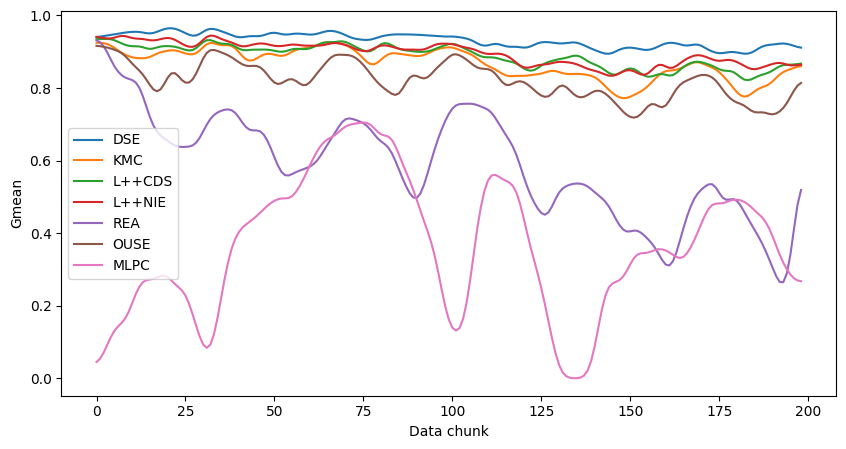 1.0
0.8
0.6
0.4
0.2
0.0
Gmean
DSE
KMC
L++CDS
L++NIE
REA
OUSE
MLPC
0 25 50 75 100 125 150 175 200
Data chunk